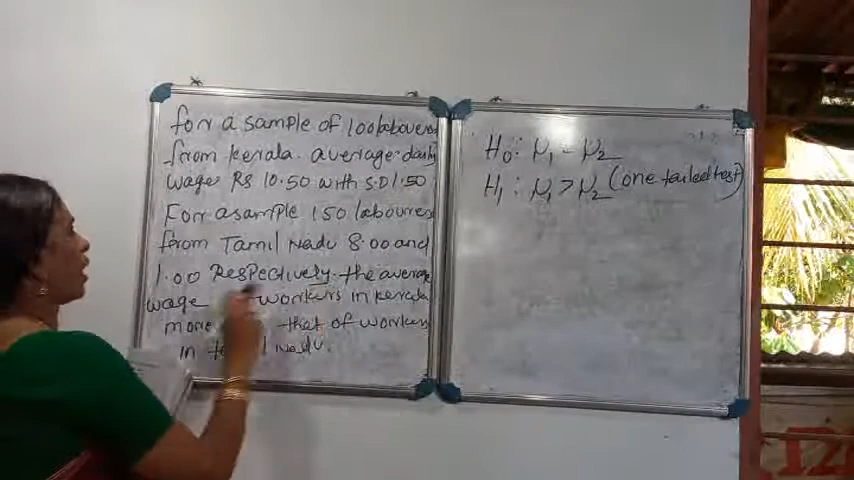 for a sample of 100 labourers
from kerala. average daily
wage Rs 10.50 with S.D 1.50
For a sample 150 labourers
from Tamil Nadu 8.00 and
1.00 Respectively. the average
wage workers in kerala
more that of workers
in Nadu.
H₀ : μ₁ = μ₂
H₁ : μ₁ > μ₂ (one tailed test)